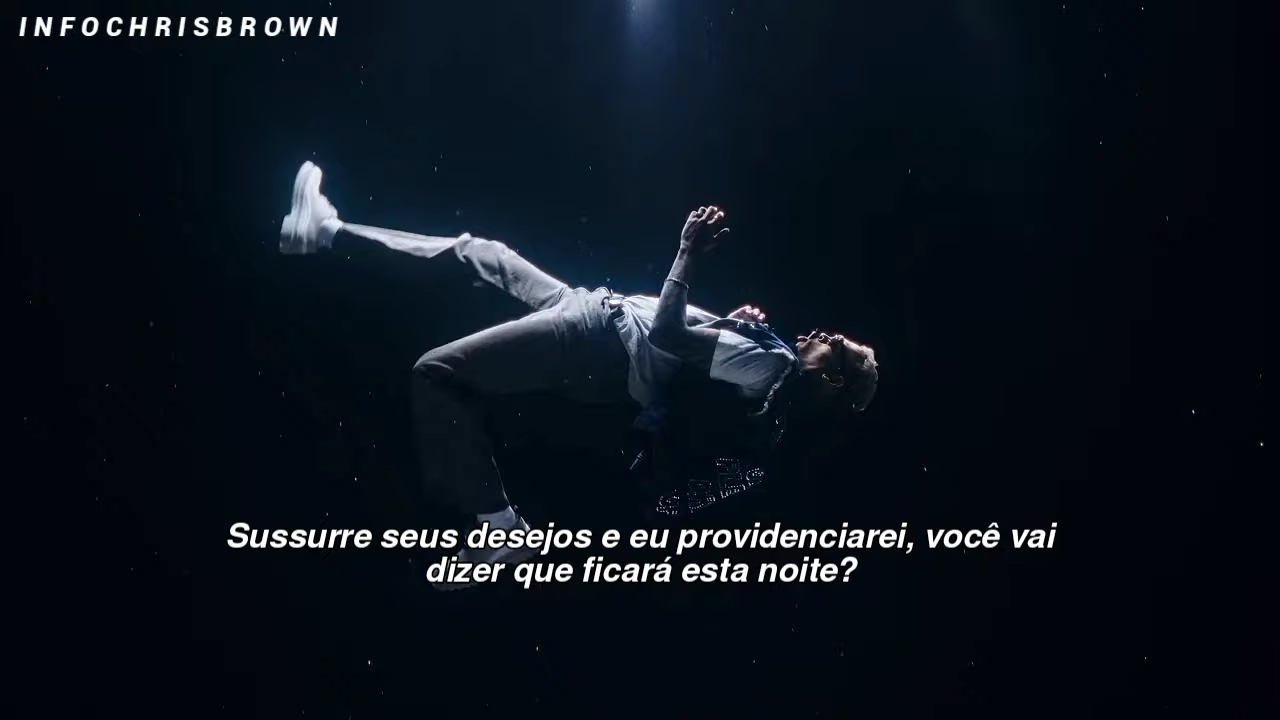 INFOCHRISBROWN
Sussurre seus desejos e eu providenciarei, você vai
dizer que ficará esta noite?